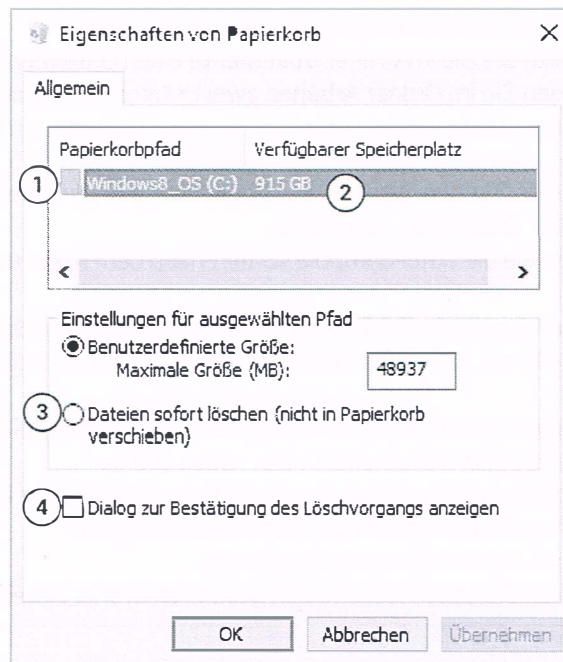 Eigenschaften von Papierkorb
Allgemein
Papierkorbpfad Verfügbarer Speicherplatz
1 Windows8_OS (C:) 915 GB 2
Einstellungen für ausgewählten Pfad
Benutzerdefinierte Größe:
Maximale Größe (MB): 48937
3 Dateien sofort löschen (nicht in Papierkorb
verschieben)
4 Dialog zur Bestätigung des Löschvorgangs anzeigen
OK Abbrechen Übernehmen